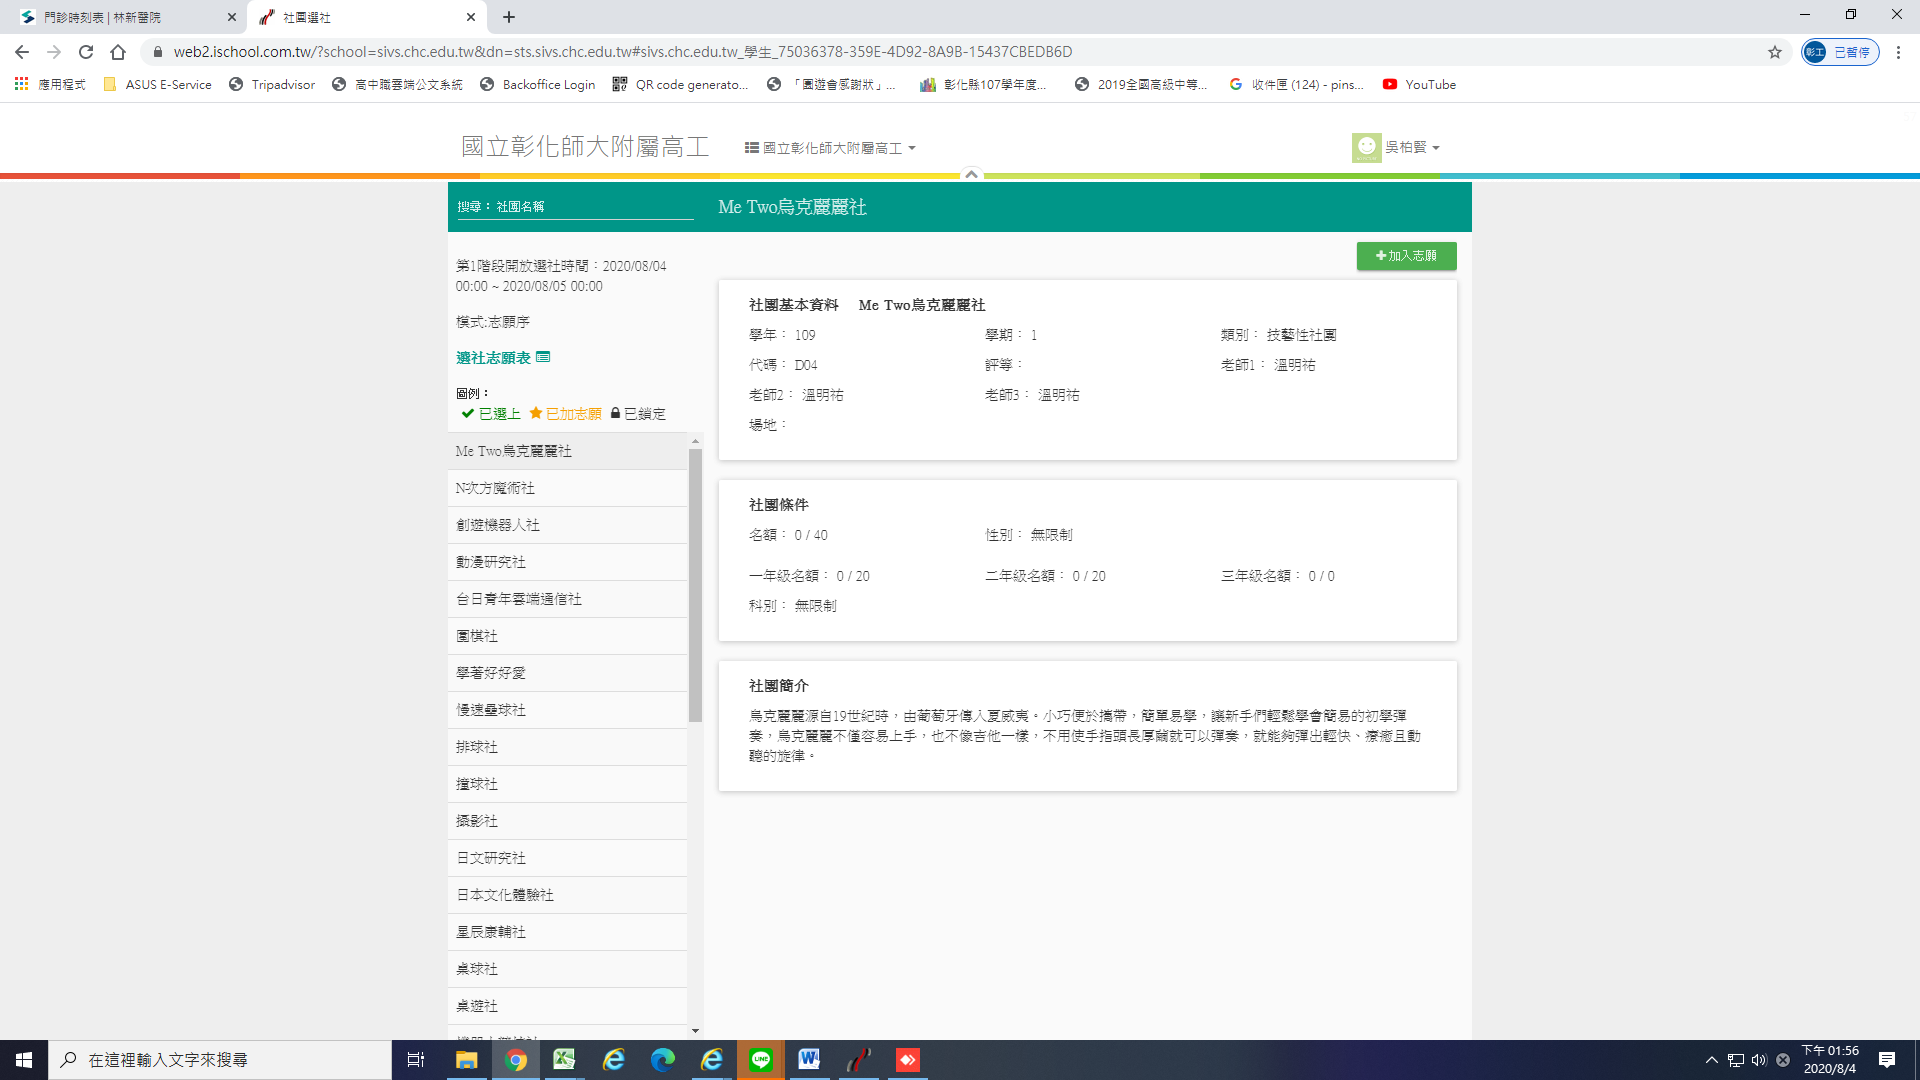 門診時刻表 | 林新醫院
社團選社
web2.ischool.com.tw/?school=sivs.chc.edu.tw&dn=sts.sivs.chc.edu.tw#sivs.chc.edu.tw_學生_75036378-359E-4D92-8A9B-15437CBEDB6D
彰工 已暫停
應用程式
ASUS E-Service
Tripadvisor
高中職雲端公文系統
Backoffice Login
QR code generato...
「園遊會感謝狀」...
彰化縣107學年度...
2019全國高級中等...
收件匣 (124) - pins...
YouTube
國立彰化師大附屬高工
國立彰化師大附屬高工
吳柏賢
搜尋：社團名稱
Me Two烏克麗麗社
第1階段開放選社時間：2020/08/04
00:00 ~ 2020/08/05 00:00
模式:志願序
選社志願表
圖例：
已選上 已加志願 已鎖定
Me Two烏克麗麗社
N次方魔術社
創遊機器人社
動漫研究社
台日青年雲端通信社
圍棋社
學著好好愛
慢速壘球社
排球社
撞球社
攝影社
日文研究社
日本文化體驗社
星辰康輔社
桌球社
桌遊社
加入志願
社團基本資料 Me Two烏克麗麗社
學年： 109 學期： 1 類別： 技藝性社團
代碼： D04 評等： 老師1： 溫明祐
老師2： 溫明祐 老師3： 溫明祐
場地：
社團條件
名額： 0 / 40 性別： 無限制
一年級名額： 0 / 20 二年級名額： 0 / 20 三年級名額： 0 / 0
科別： 無限制
社團簡介
烏克麗麗源自19世紀時，由葡萄牙傳入夏威夷。小巧便於攜帶，簡單易學，讓新手們輕鬆學會簡易的初學彈
奏，烏克麗麗不僅容易上手，也不像吉他一樣，不用使手指頭長厚繭就可以彈奏，就能夠彈出輕快、療癒且動
聽的旋律。
在這裡輸入文字來搜尋
下午 01:56
2020/8/4